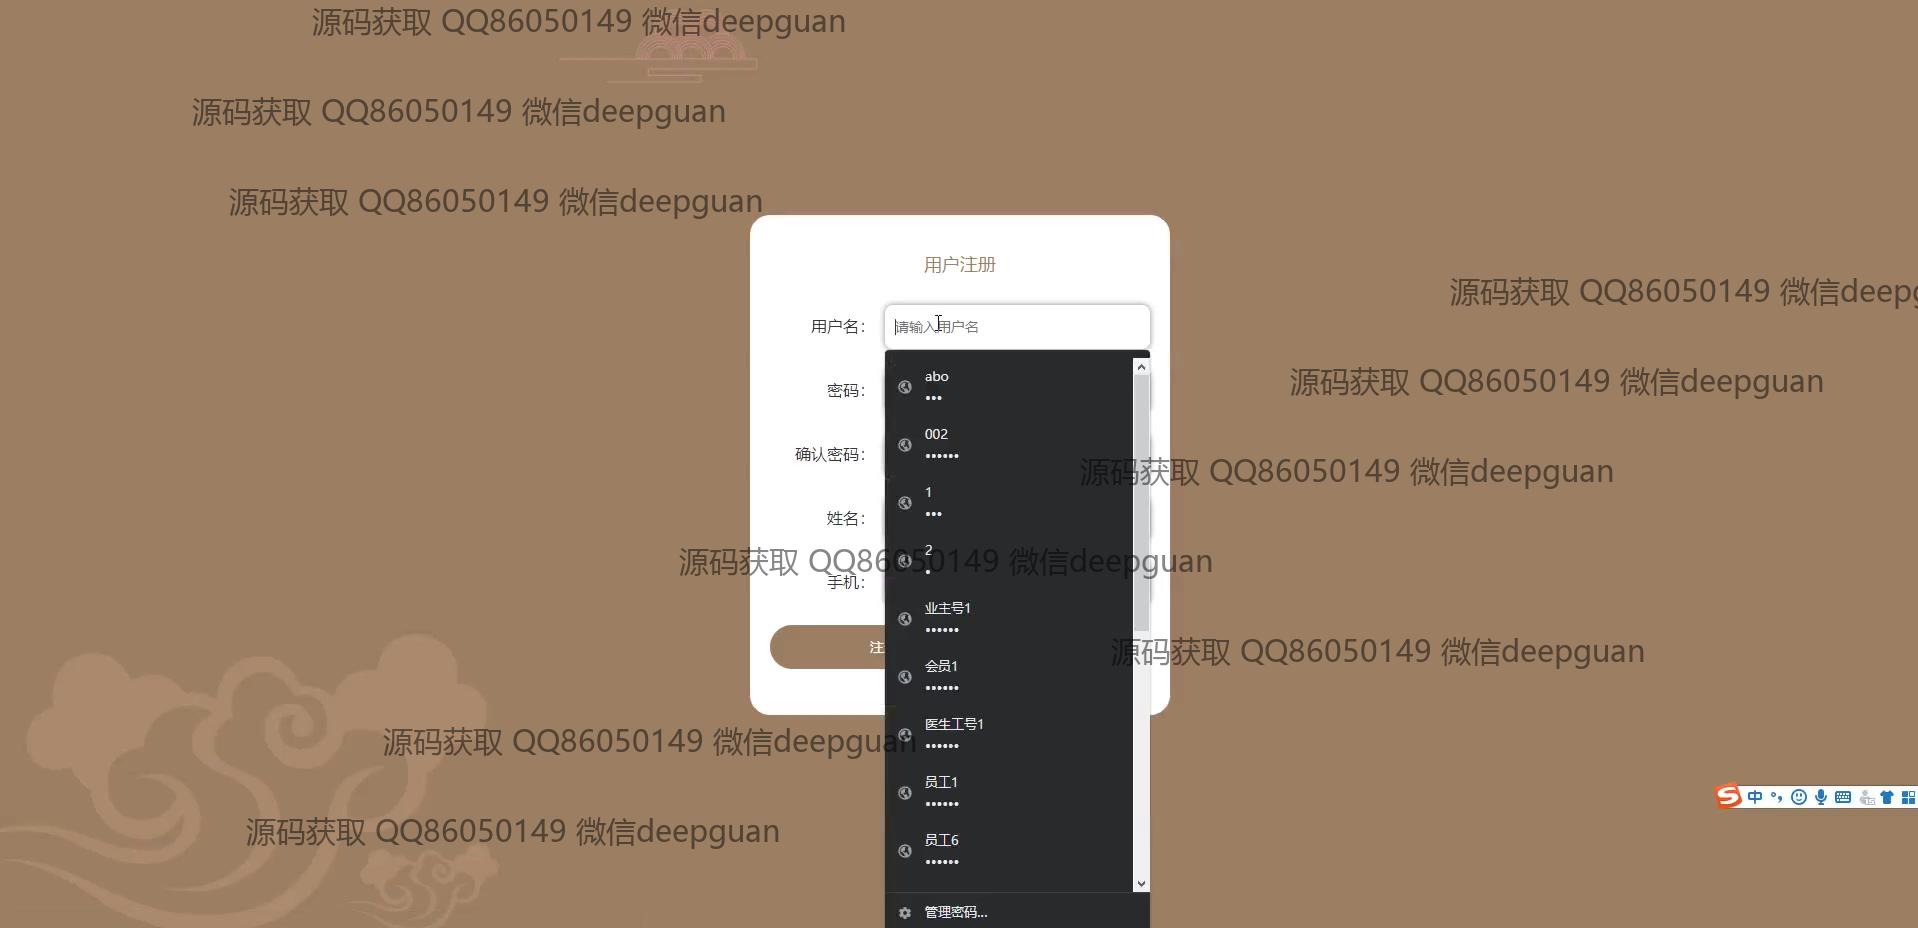 源码获取 QQ86050149 微信deepguan
源码获取 QQ86050149 微信deepguan
源码获取 QQ86050149 微信deepguan
用户注册
源码获取 QQ86050149 微信deep
用户名：
请输入用户名
abo
•••
源码获取 QQ86050149 微信deepguan
密码：
002
••••••
确认密码：
源码获取 QQ86050149 微信deepguan
1
•••
姓名：
2
•
源码获取 QQ86050149 微信deepguan
手机：
业主号1
••••••
注
源码获取 QQ86050149 微信deepguan
会员1
••••••
医生工号1
••••••
源码获取 QQ86050149 微信deepguan
员工1
••••••
中
源码获取 QQ86050149 微信deepguan
员工6
••••••
管理密码...